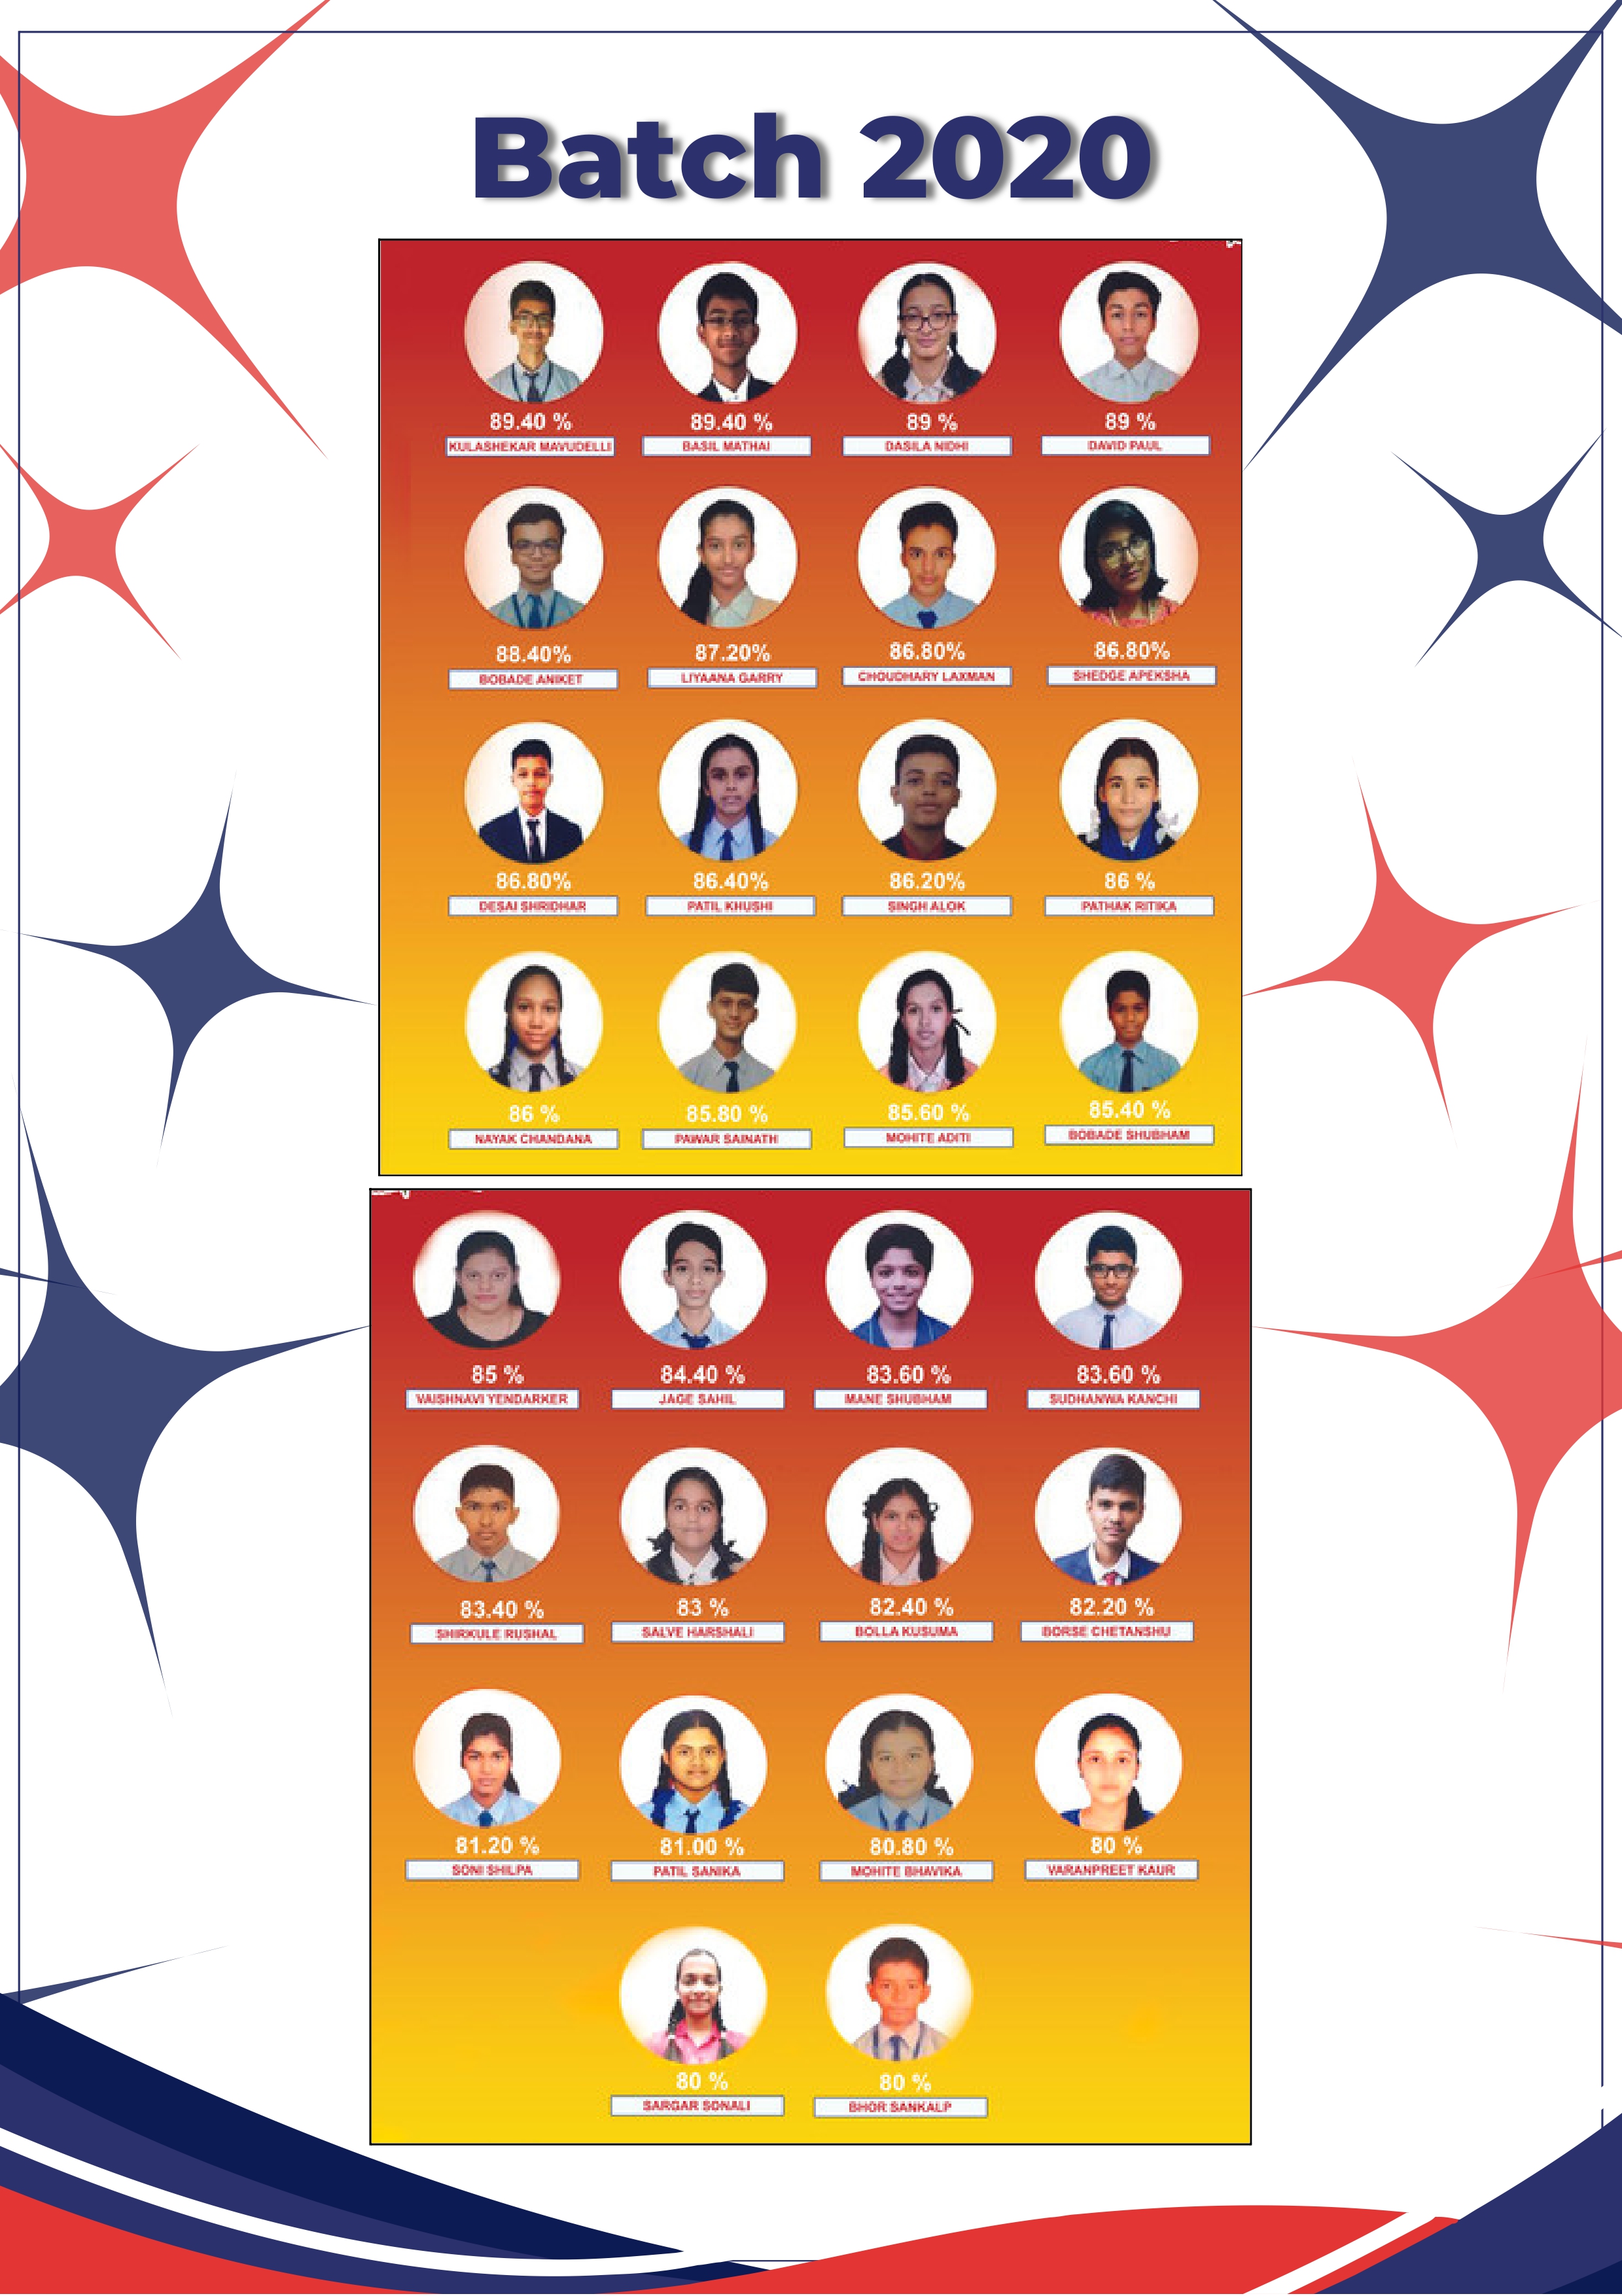 Batch 2020
89.40 % 89.40 % 89 % 89 %
KULASHEKAR MAVUDELLI BASIL MATHAI DASILA NIDHI DAVID PAUL
88.40% 87.20% 86.80% 86.80%
BOBADE ANIKET LIYAANA GARRY CHOUDHARY LAXMAN SHEDGE APEKSHA
86.80% 86.40% 86.20% 86 %
DESAI SHRIDHAR PATIL KHUSHI SINGH ALOK PATHAK RITIKA
86 % 85.80 % 85.60 % 85.40 %
NAYAK CHANDANA PAWAR SAINATH MOHITE ADITI BOBADE SHUBHAM
85 % 84.40 % 83.60 % 83.60 %
VAISHNAVI YENDARKER JAGE SAHIL MANE SHUBHAM SUDHANWA KANCHI
83.40 % 83 % 82.40 % 82.20 %
SHIRKULE RUSHAL SALVE HARSHALI BOLLA KUSUMA BORSE CHETANSHU
81.20 % 81.00 % 80.80 % 80 %
SONI SHILPA PATIL SANIKA MOHITE BHAVIKA VARANPREET KAUR
80 % 80 %
SARGAR SONALI BHOR SANKALP